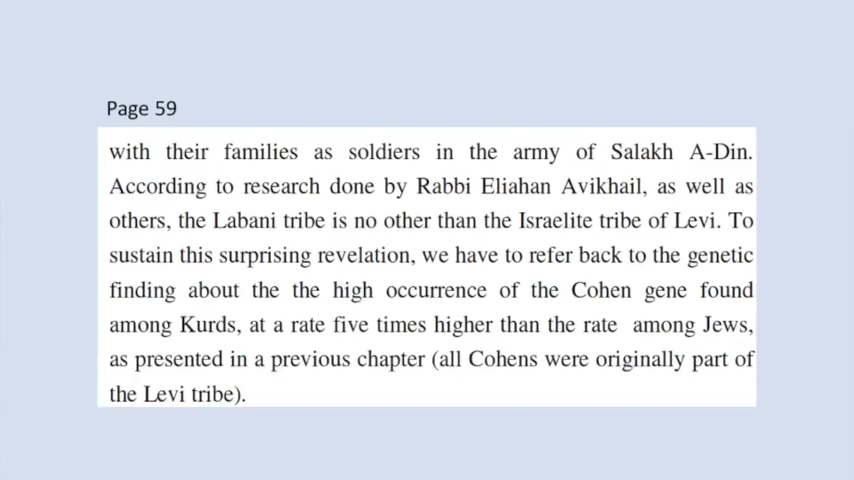 Page 59
with their families as soldiers in the army of Salakh A-Din.
According to research done by Rabbi Eliahan Avikhail, as well as
others, the Labani tribe is no other than the Israelite tribe of Levi. To
sustain this surprising revelation, we have to refer back to the genetic
finding about the the high occurrence of the Cohen gene found
among Kurds, at a rate five times higher than the rate among Jews,
as presented in a previous chapter (all Cohens were originally part of
the Levi tribe).